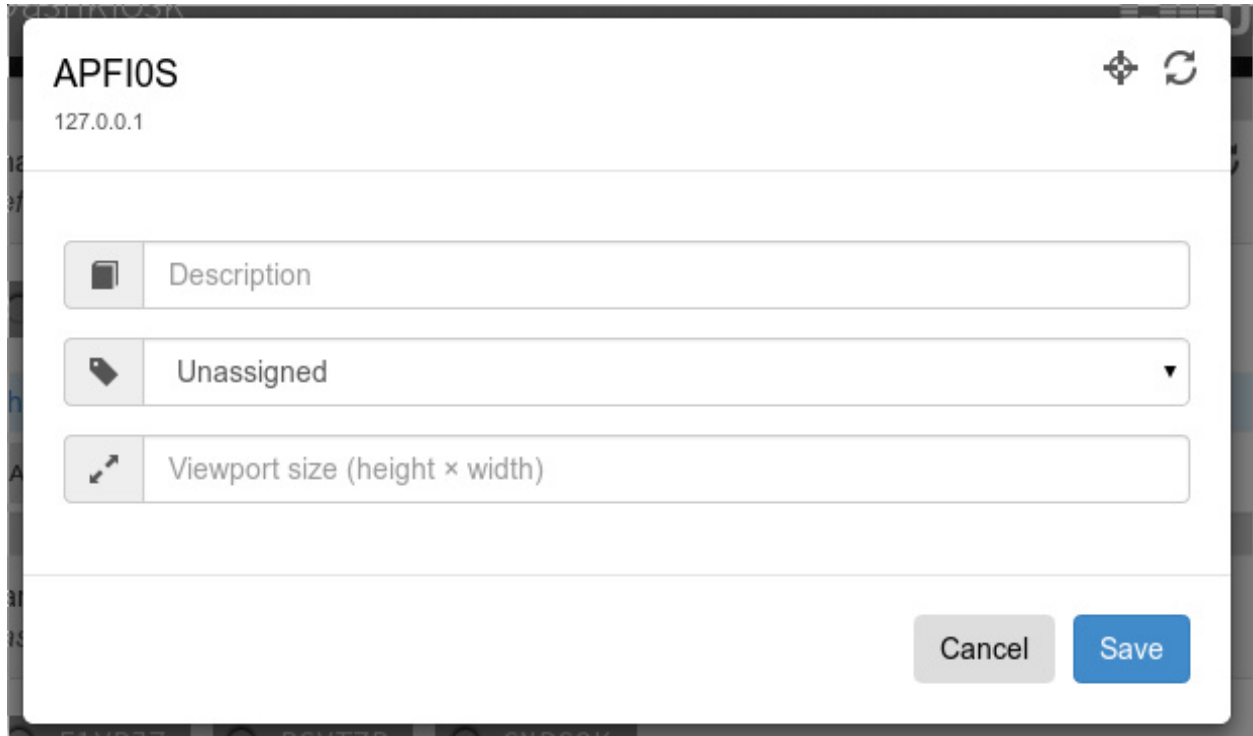 APFI0S
127.0.0.1
Description
Unassigned
Viewport size (height × width)
Cancel
Save